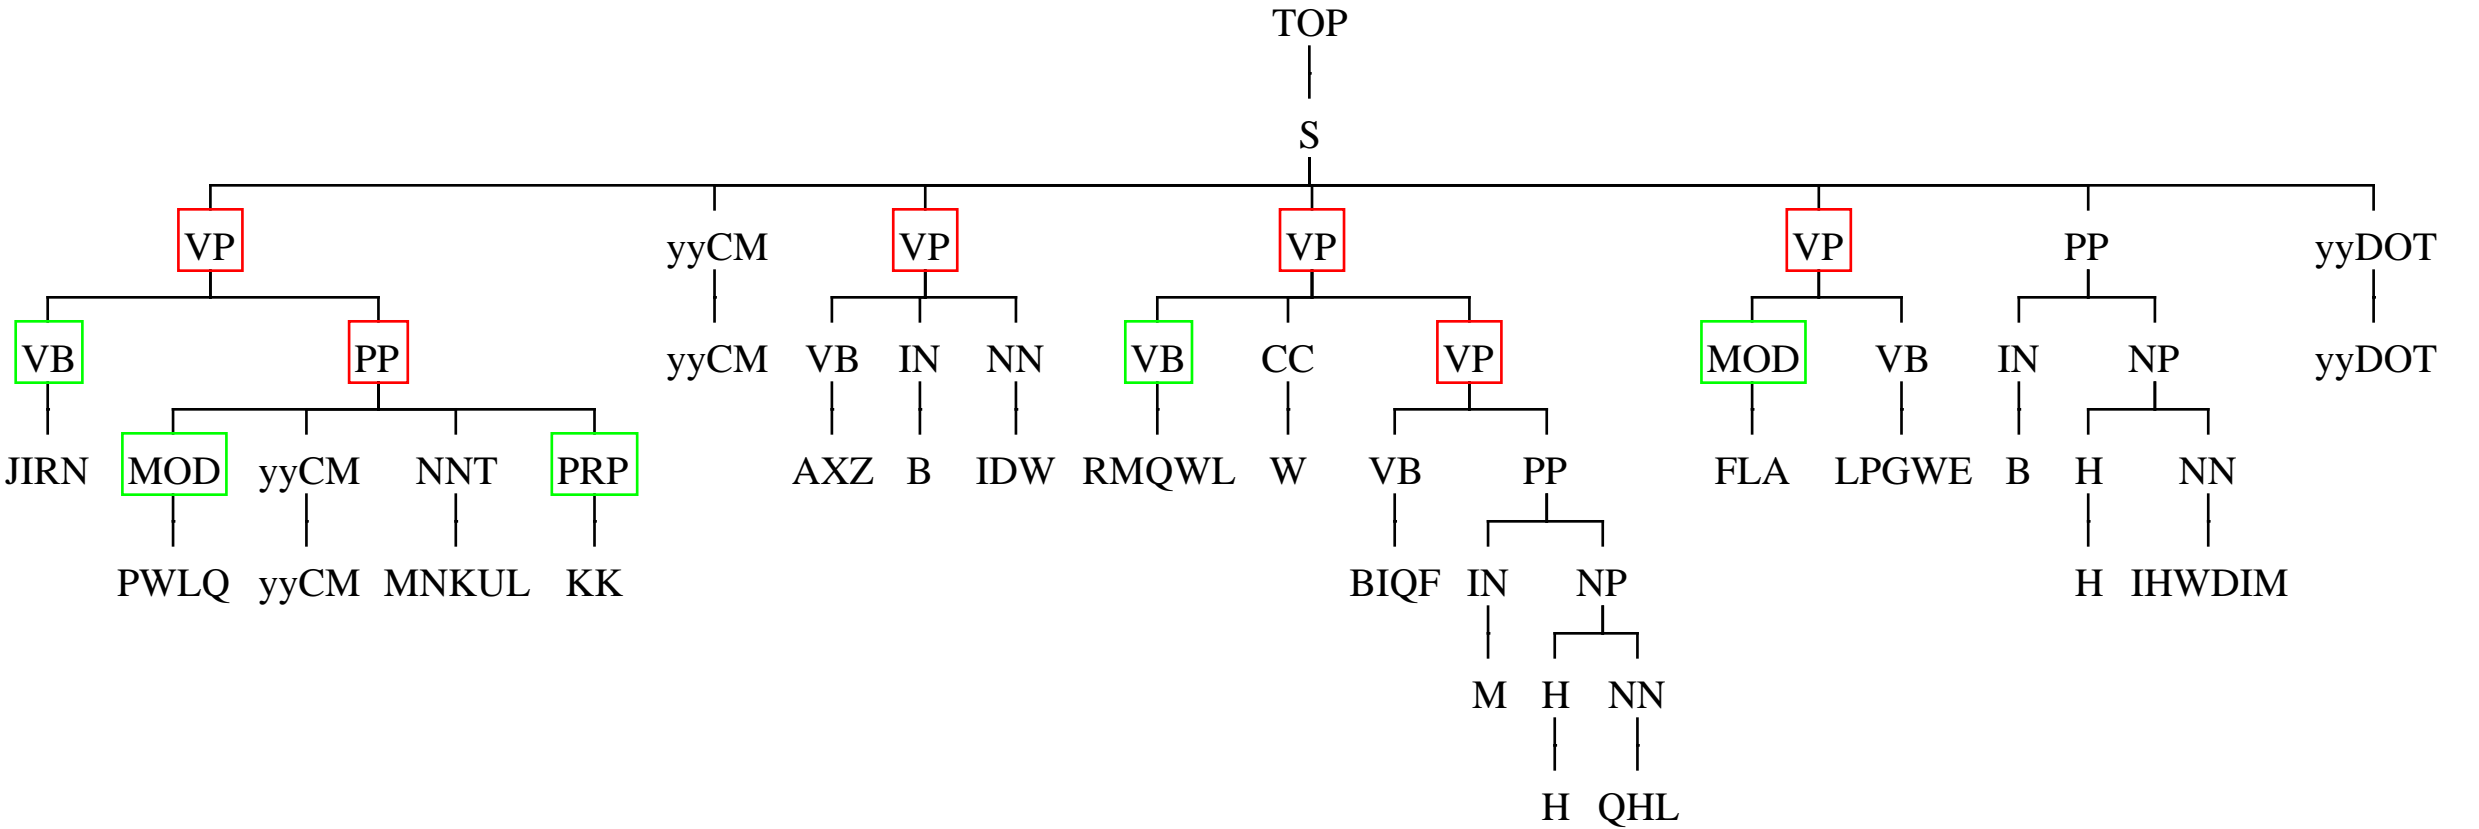 TOP
S
VP yyCM VP VP VP PP yyDOT
VB PP yyCM VB IN NN VB CC VP MOD VB IN NP yyDOT
JIRN MOD yyCM NNT PRP AXZ B IDW RMQWL W VB PP FLA LPGWE B H NN
PWLQ yyCM MNKUL KK BIQF IN NP H IHWDIM
M H NN
H QHL